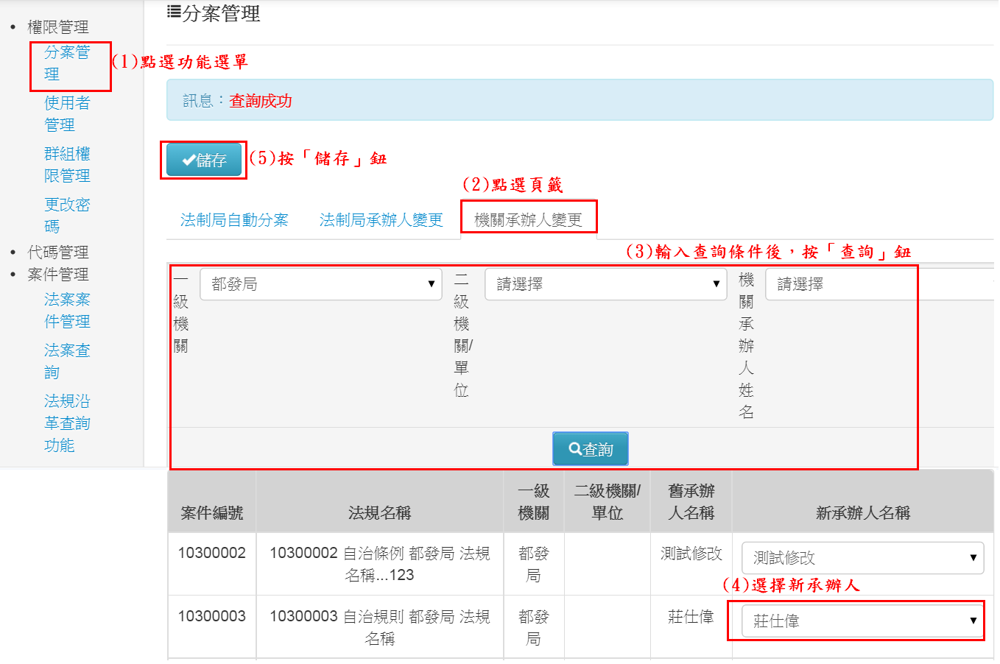 權限管理
分案管
理
使用者
管理
群組權
限管理
更改密
碼
代碼管理
案件管理
法案案
件管理
法案查
詢
法規沿
革查詢
功能
(1)點選功能選單
分案管理
訊息：查詢成功
儲存
(5)按「儲存」鈕
(2)點選頁籤
法制局自動分案 法制局承辦人變更 機關承辦人變更
(3)輸入查詢條件後，按「查詢」鈕
一級機關 都發局 二級機關/單位 請選擇 機關承辦人姓名 請選擇
查詢
案件編號 法規名稱 一級機關 二級機關/單位 舊承辦人名稱 新承辦人名稱
10300002 10300002 自治條例 都發局 法規 都發 測試修改 測試修改
名稱...123 局
(4)選擇新承辦人
10300003 10300003 自治規則 都發局 法規 都發 莊仕偉 莊仕偉
名稱 局